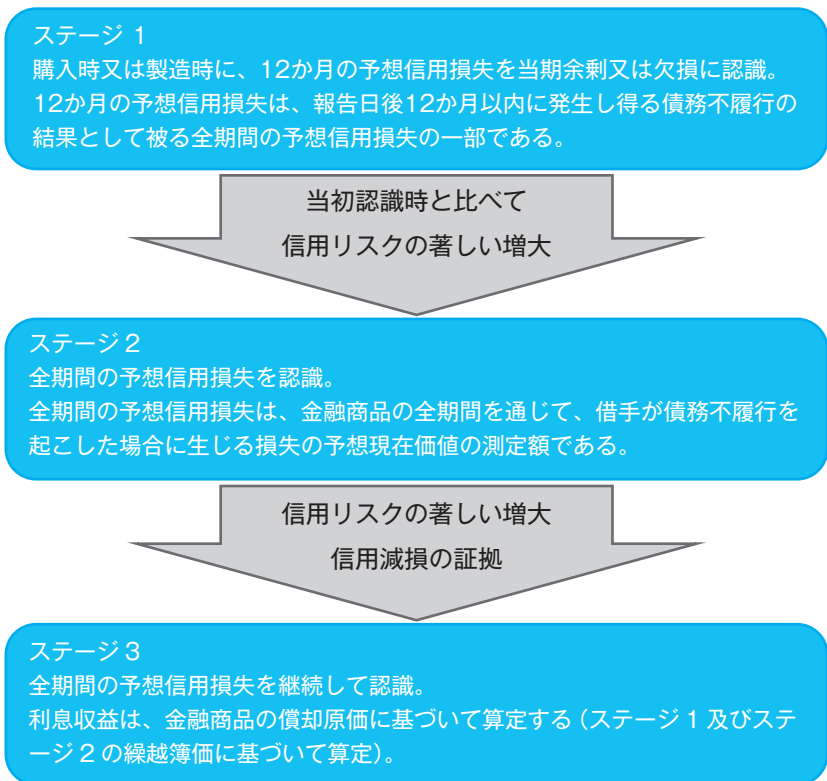 ステージ 1
購入時又は製造時に、12か月の予想信用損失を当期余剰又は欠損に認識。
12か月の予想信用損失は、報告日後12か月以内に発生し得る債務不履行の
結果として被る全期間の予想信用損失の一部である。
当初認識時と比べて
信用リスクの著しい増大
ステージ 2
全期間の予想信用損失を認識。
全期間の予想信用損失は、金融商品の全期間を通じて、借手が債務不履行を
起こした場合に生じる損失の予想現在価値の測定額である。
信用リスクの著しい増大
信用減損の証拠
ステージ 3
全期間の予想信用損失を継続して認識。
利息収益は、金融商品の償却原価に基づいて算定する（ステージ 1 及びステ
ージ 2 の繰越簿価に基づいて算定）。